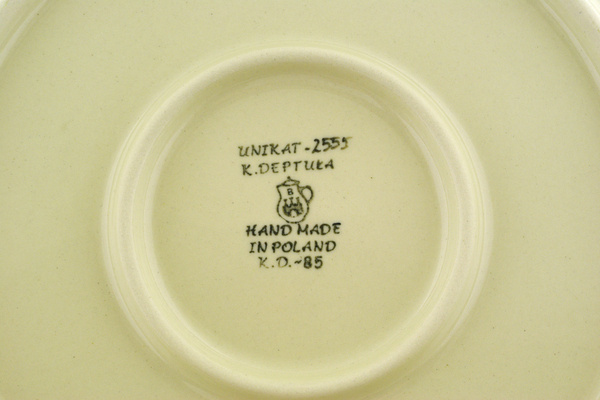 UNIKAT-2555
K.DEPTUŁA
B
HAND MADE
IN POLAND
K.D.~85